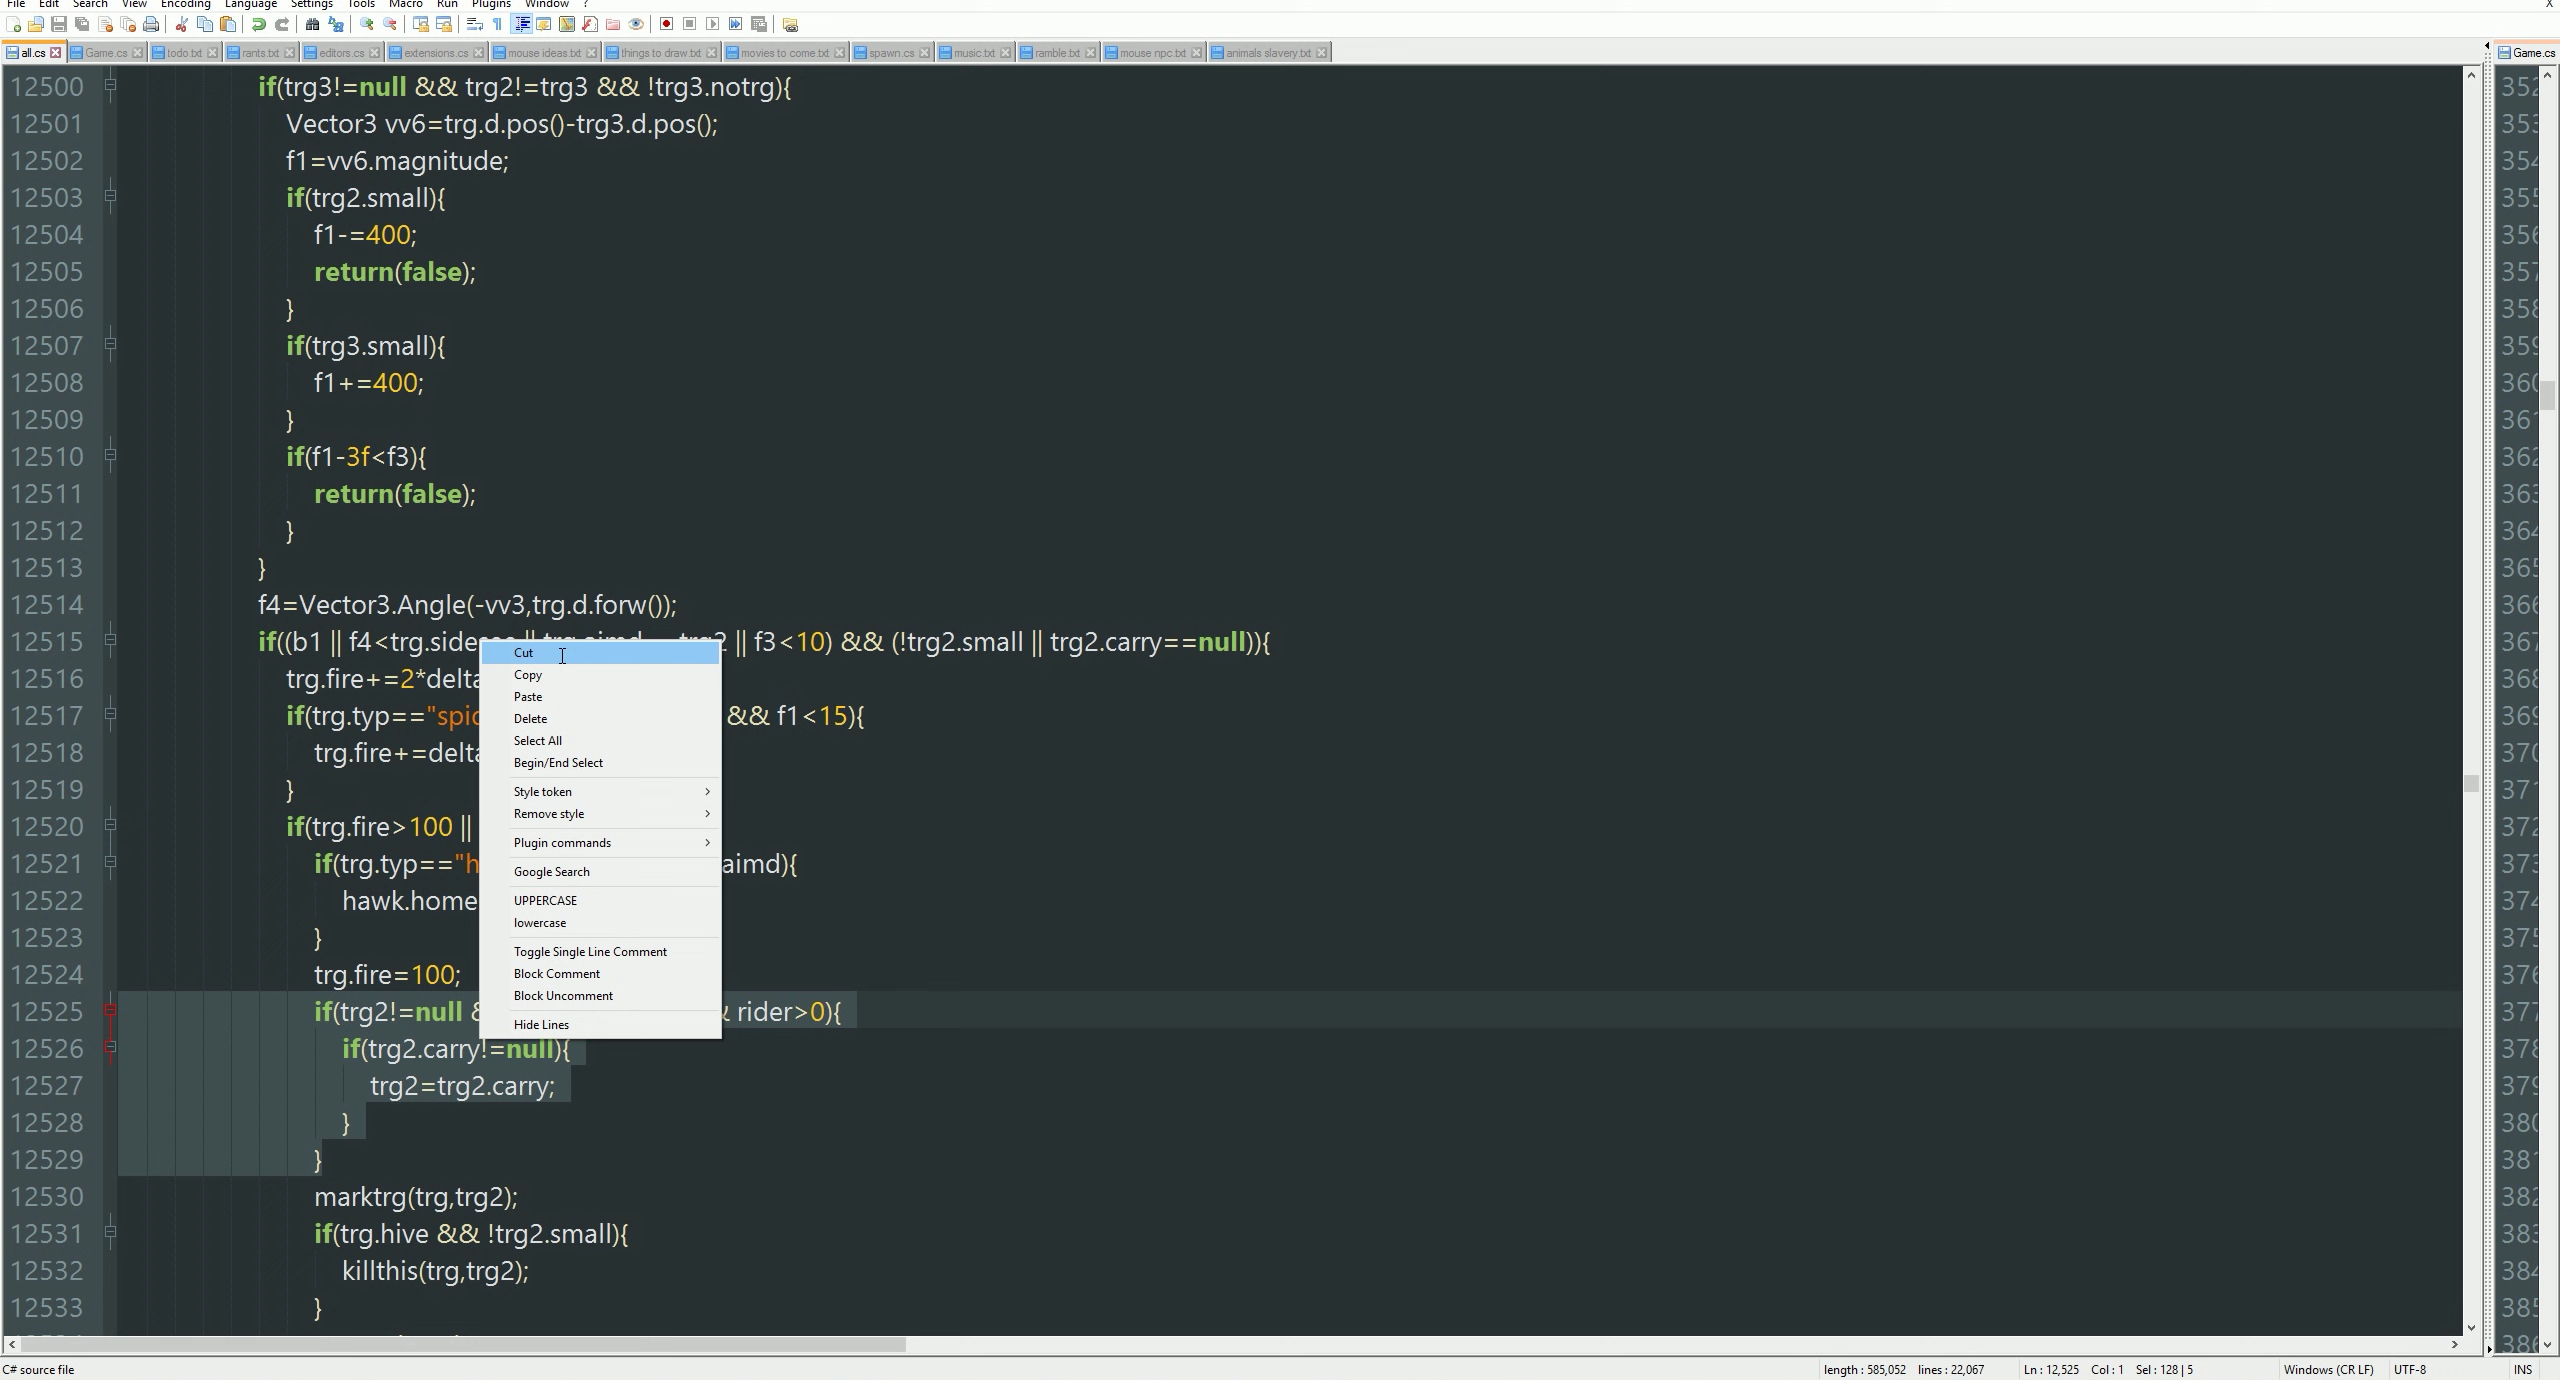 File Edit Search View Encoding Language Settings Tools Macro Run Plugins Window ? X
all.cs Game.cs todo.txt rants.txt editors.cs extensions.cs mouse ideas.txt things to draw.txt movies to come.txt spawn.cs music.txt ramble.txt mouse npc.txt animals slavery.txt Game.cs
12500 if(trg3!=null && trg2!=trg3 && !trg3.notrg){
12501 Vector3 vv6=trg.d.pos()-trg3.d.pos();
12502 f1=vv6.magnitude;
12503 if(trg2.small){
12504 f1-=400;
12505 return(false);
12506 }
12507 if(trg3.small){
12508 f1+=400;
12509 }
12510 if(f1-3f<f3){
12511 return(false);
12512 }
12513 }
12514 f4=Vector3.Angle(-vv3,trg.d.forw());
12515 if((b1 || f4<trg.side || f3<10) && (!trg2.small || trg2.carry==null)){
12516 trg.fire+=2*delta
12517 if(trg.typ=="spi && f1<15){
12518 trg.fire+=delta
12519 }
12520 if(trg.fire>100 ||
12521 if(trg.typ=="h aimd){
12522 hawk.home
12523 }
12524 trg.fire=100;
12525 if(trg2!=null & rider>0){
12526 if(trg2.carry!=null){
12527 trg2=trg2.carry;
12528 }
12529 }
12530 marktrg(trg,trg2);
12531 if(trg.hive && !trg2.small){
12532 killthis(trg,trg2);
12533 }
Cut
Copy
Paste
Delete
Select All
Begin/End Select
Style token
Remove style
Plugin commands
Google Search
UPPERCASE
lowercase
Toggle Single Line Comment
Block Comment
Block Uncomment
Hide Lines
C# source file length : 585,052 lines : 22,067 Ln : 12,525 Col : 1 Sel : 128 | 5 Windows (CR LF) UTF-8 INS